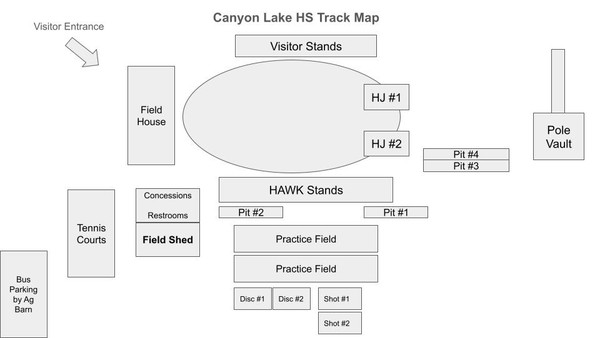 Canyon Lake HS Track Map
Visitor Entrance
Visitor Stands
Field
House
HJ #1
HJ #2
Pole
Vault
Pit #4
Pit #3
HAWK Stands
Pit #2
Pit #1
Concessions
Restrooms
Field Shed
Tennis
Courts
Practice Field
Practice Field
Bus
Parking
by Ag
Barn
Disc #1
Disc #2
Shot #1
Shot #2